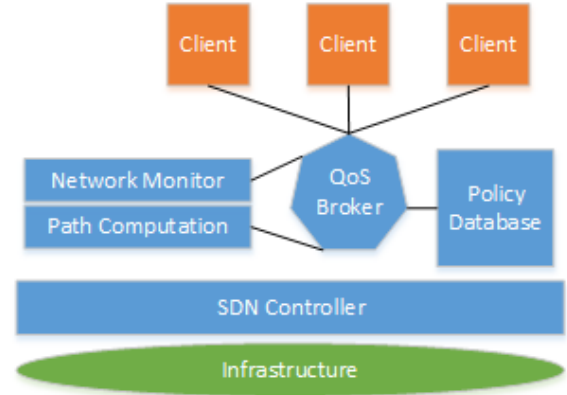 Client
Client
Client
Network Monitor
Path Computation
QoS
Broker
Policy
Database
SDN Controller
Infrastructure